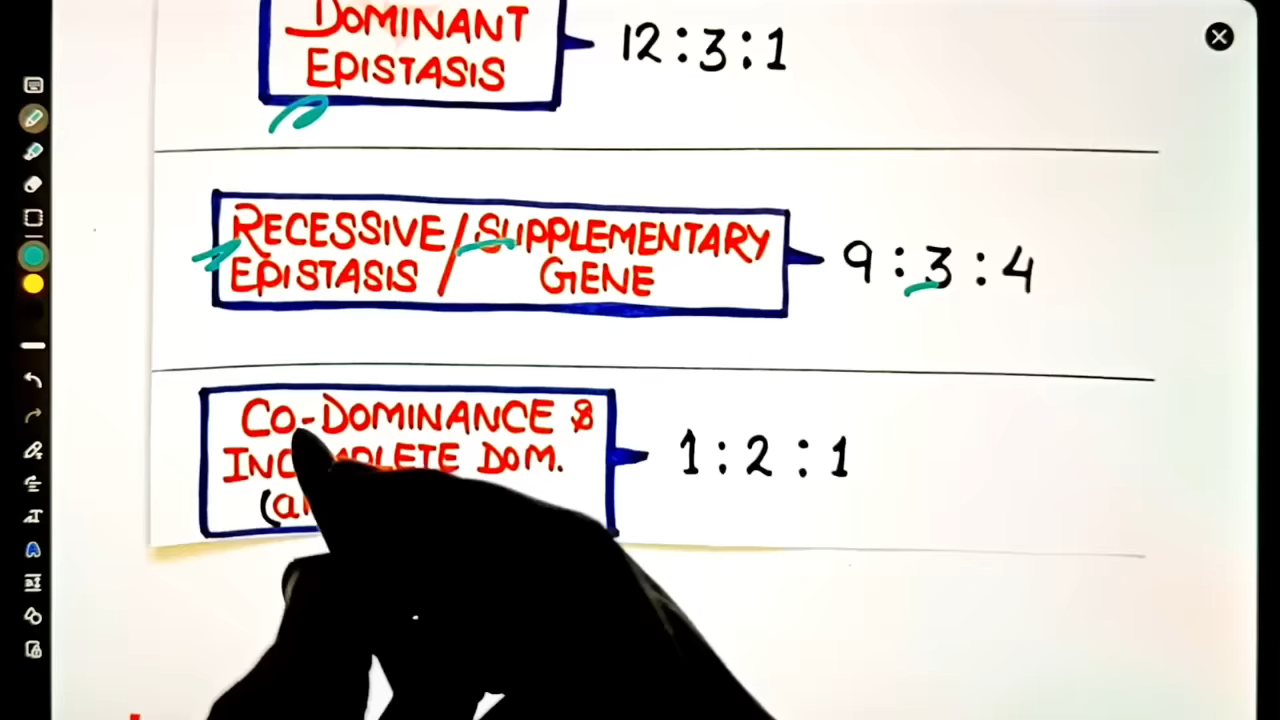 DOMINANT
EPISTASIS
12 : 3 : 1
RECESSIVE / SUPPLEMENTARY
EPISTASIS GENE
9 : 3 : 4
CO-DOMINANCE &
DOM.
1 : 2 : 1